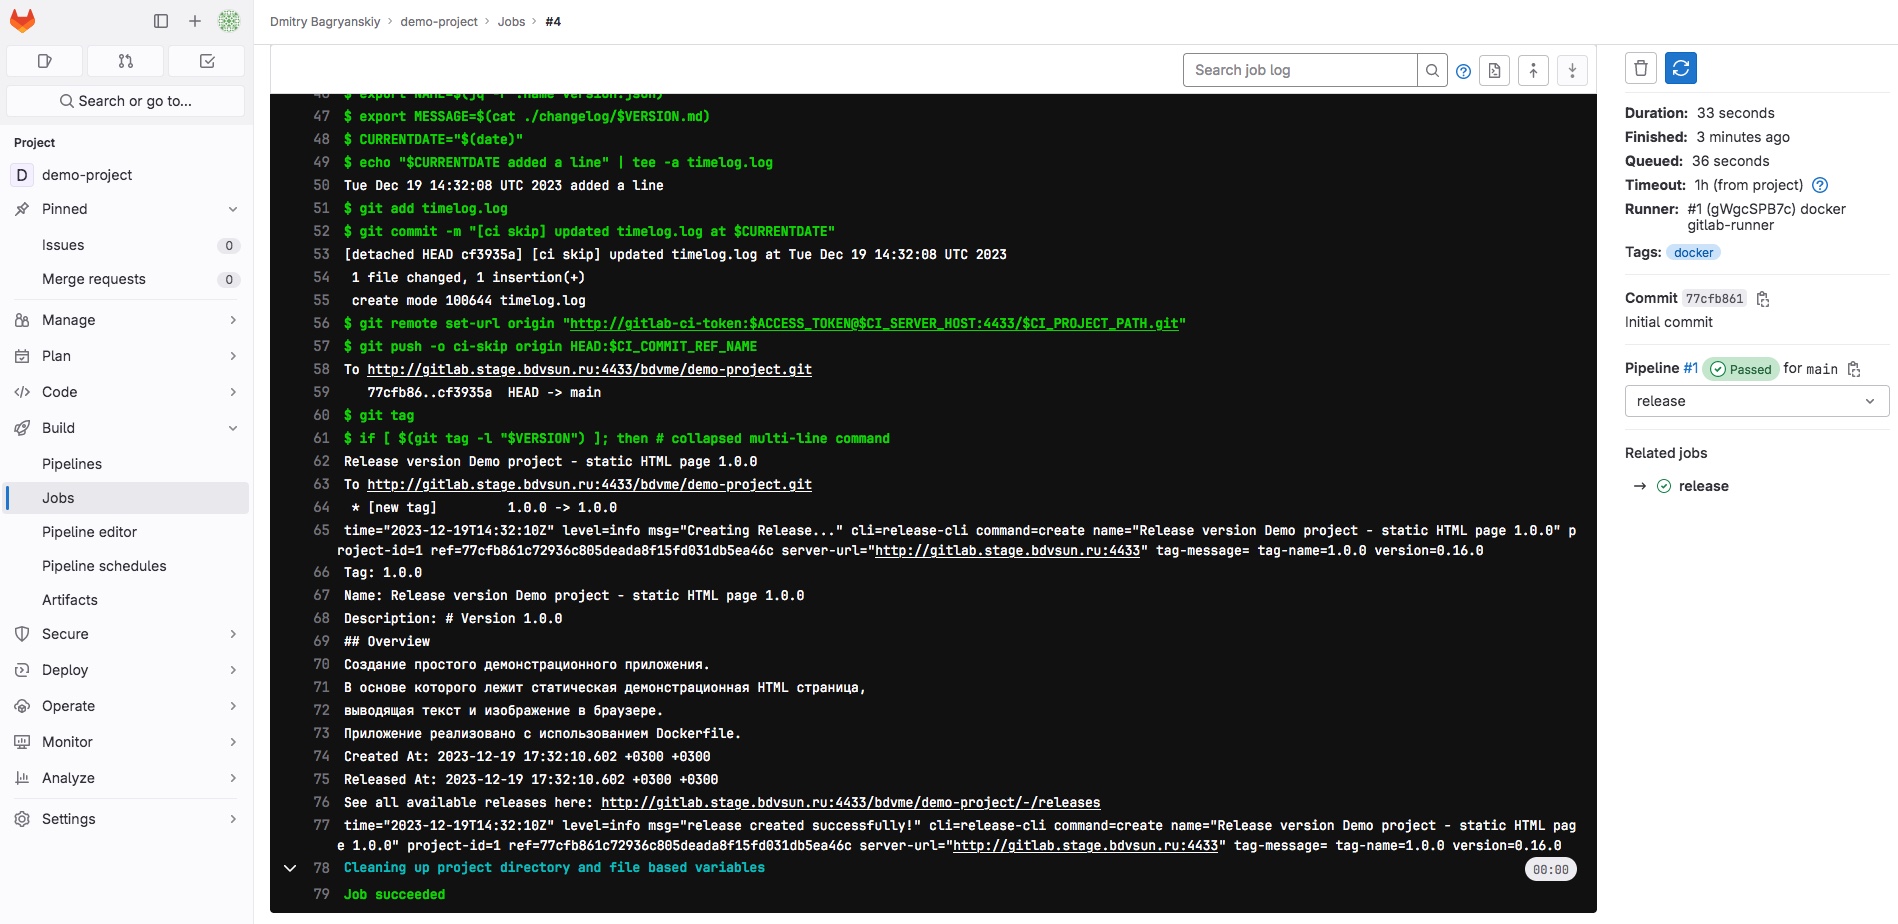 Dmitry Bagryanskiy > demo-project > Jobs > #4
Search or go to...
Project
D demo-project
Pinned
Issues 0
Merge requests 0
Manage
Plan
Code
Build
Pipelines
Jobs
Pipeline editor
Pipeline schedules
Artifacts
Secure
Deploy
Operate
Monitor
Analyze
Settings
Search job log
46 $ export NAME=$(jq -r .name version.json)
47 $ export MESSAGE=$(cat ./changelog/$VERSION.md)
48 $ CURRENTDATE="$(date)"
49 $ echo "$CURRENTDATE added a line" | tee -a timelog.log
50 Tue Dec 19 14:32:08 UTC 2023 added a line
51 $ git add timelog.log
52 $ git commit -m "[ci skip] updated timelog.log at $CURRENTDATE"
53 [detached HEAD cf3935a] [ci skip] updated timelog.log at Tue Dec 19 14:32:08 UTC 2023
54 1 file changed, 1 insertion(+)
55 create mode 100644 timelog.log
56 $ git remote set-url origin "http://gitlab-ci-token:$ACCESS_TOKEN@$CI_SERVER_HOST:4433/$CI_PROJECT_PATH.git"
57 $ git push -o ci-skip origin HEAD:$CI_COMMIT_REF_NAME
58 To http://gitlab.stage.bdvsun.ru:4433/bdvme/demo-project.git
59 77cfb86..cf3935a HEAD -> main
60 $ git tag
61 $ if [ $(git tag -l "$VERSION") ]; then # collapsed multi-line command
62 Release version Demo project - static HTML page 1.0.0
63 To http://gitlab.stage.bdvsun.ru:4433/bdvme/demo-project.git
64 * [new tag] 1.0.0 -> 1.0.0
65 time="2023-12-19T14:32:10Z" level=info msg="Creating Release..." cli=release-cli command=create name="Release version Demo project - static HTML page 1.0.0" p
roject-id=1 ref=77cfb861c72936c805deada8f15fd031db5ea46c server-url="http://gitlab.stage.bdvsun.ru:4433" tag-message= tag-name=1.0.0 version=0.16.0
66 Tag: 1.0.0
67 Name: Release version Demo project - static HTML page 1.0.0
68 Description: # Version 1.0.0
69 ## Overview
70 Создание простого демонстрационного приложения.
71 В основе которого лежит статическая демонстрационная HTML страница,
72 выводящая текст и изображение в браузере.
73 Приложение реализовано с использованием Dockerfile.
74 Created At: 2023-12-19 17:32:10.602 +0300 +0300
75 Released At: 2023-12-19 17:32:10.602 +0300 +0300
76 See all available releases here: http://gitlab.stage.bdvsun.ru:4433/bdvme/demo-project/-/releases
77 time="2023-12-19T14:32:10Z" level=info msg="release created successfully!" cli=release-cli command=create name="Release version Demo project - static HTML pag
e 1.0.0" project-id=1 ref=77cfb861c72936c805deada8f15fd031db5ea46c server-url="http://gitlab.stage.bdvsun.ru:4433" tag-message= tag-name=1.0.0 version=0.16.0
78 Cleaning up project directory and file based variables 00:00
79 Job succeeded
Duration: 33 seconds
Finished: 3 minutes ago
Queued: 36 seconds
Timeout: 1h (from project)
Runner: #1 (gWgcSPB7c) docker
gitlab-runner
Tags: docker
Commit 77cfb861
Initial commit
Pipeline #1 Passed for main
release
Related jobs
→ release